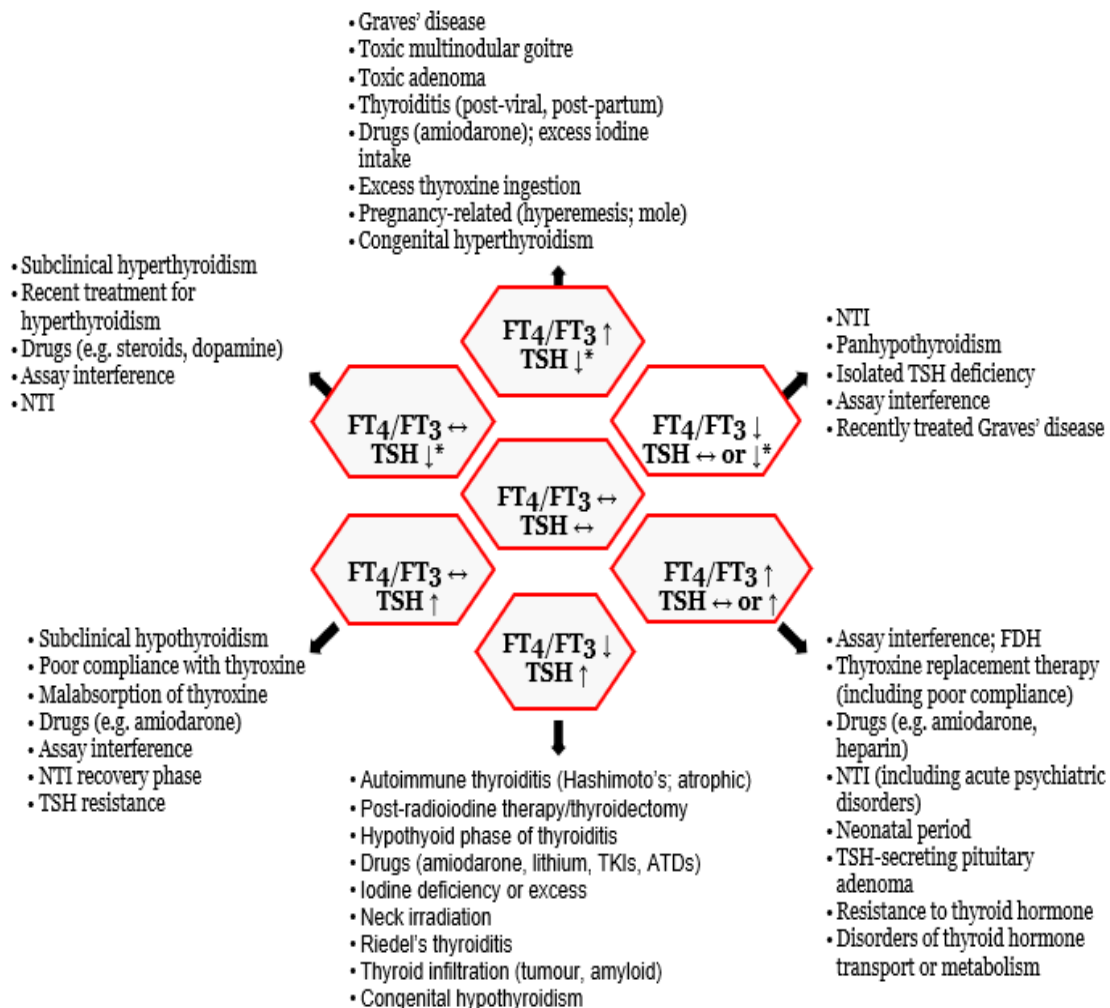 • Graves' disease
• Toxic multinodular goitre
• Toxic adenoma
• Thyroiditis (post-viral, post-partum)
• Drugs (amiodarone); excess iodine
intake
• Excess thyroxine ingestion
• Pregnancy-related (hyperemesis; mole)
• Congenital hyperthyroidism
• Subclinical hyperthyroidism
• Recent treatment for
hyperthyroidism
• Drugs (e.g. steroids, dopamine)
• Assay interference
• NTI
FT4/FT3 ↑
TSH ↓*
• NTI
• Panhypothyroidism
• Isolated TSH deficiency
• Assay interference
• Recently treated Graves' disease
FT4/FT3 ↔
TSH ↓*
FT4/FT3 ↓
TSH ↔ or ↓*
FT4/FT3 ↔
TSH ↔
FT4/FT3 ↔
TSH ↑
FT4/FT3 ↑
TSH ↔ or ↑
FT4/FT3 ↓
TSH ↑
• Subclinical hypothyroidism
• Poor compliance with thyroxine
• Malabsorption of thyroxine
• Drugs (e.g. amiodarone)
• Assay interference
• NTI recovery phase
• TSH resistance
• Assay interference; FDH
• Thyroxine replacement therapy
(including poor compliance)
• Drugs (e.g. amiodarone,
heparin)
• NTI (including acute psychiatric
disorders)
• Neonatal period
• TSH-secreting pituitary
adenoma
• Resistance to thyroid hormone
• Disorders of thyroid hormone
transport or metabolism
• Autoimmune thyroiditis (Hashimoto's; atrophic)
• Post-radioiodine therapy/thyroidectomy
• Hypothyoid phase of thyroiditis
• Drugs (amiodarone, lithium, TKIs, ATDs)
• Iodine deficiency or excess
• Neck irradiation
• Riedel's thyroiditis
• Thyroid infiltration (tumour, amyloid)
• Congenital hypothyroidism